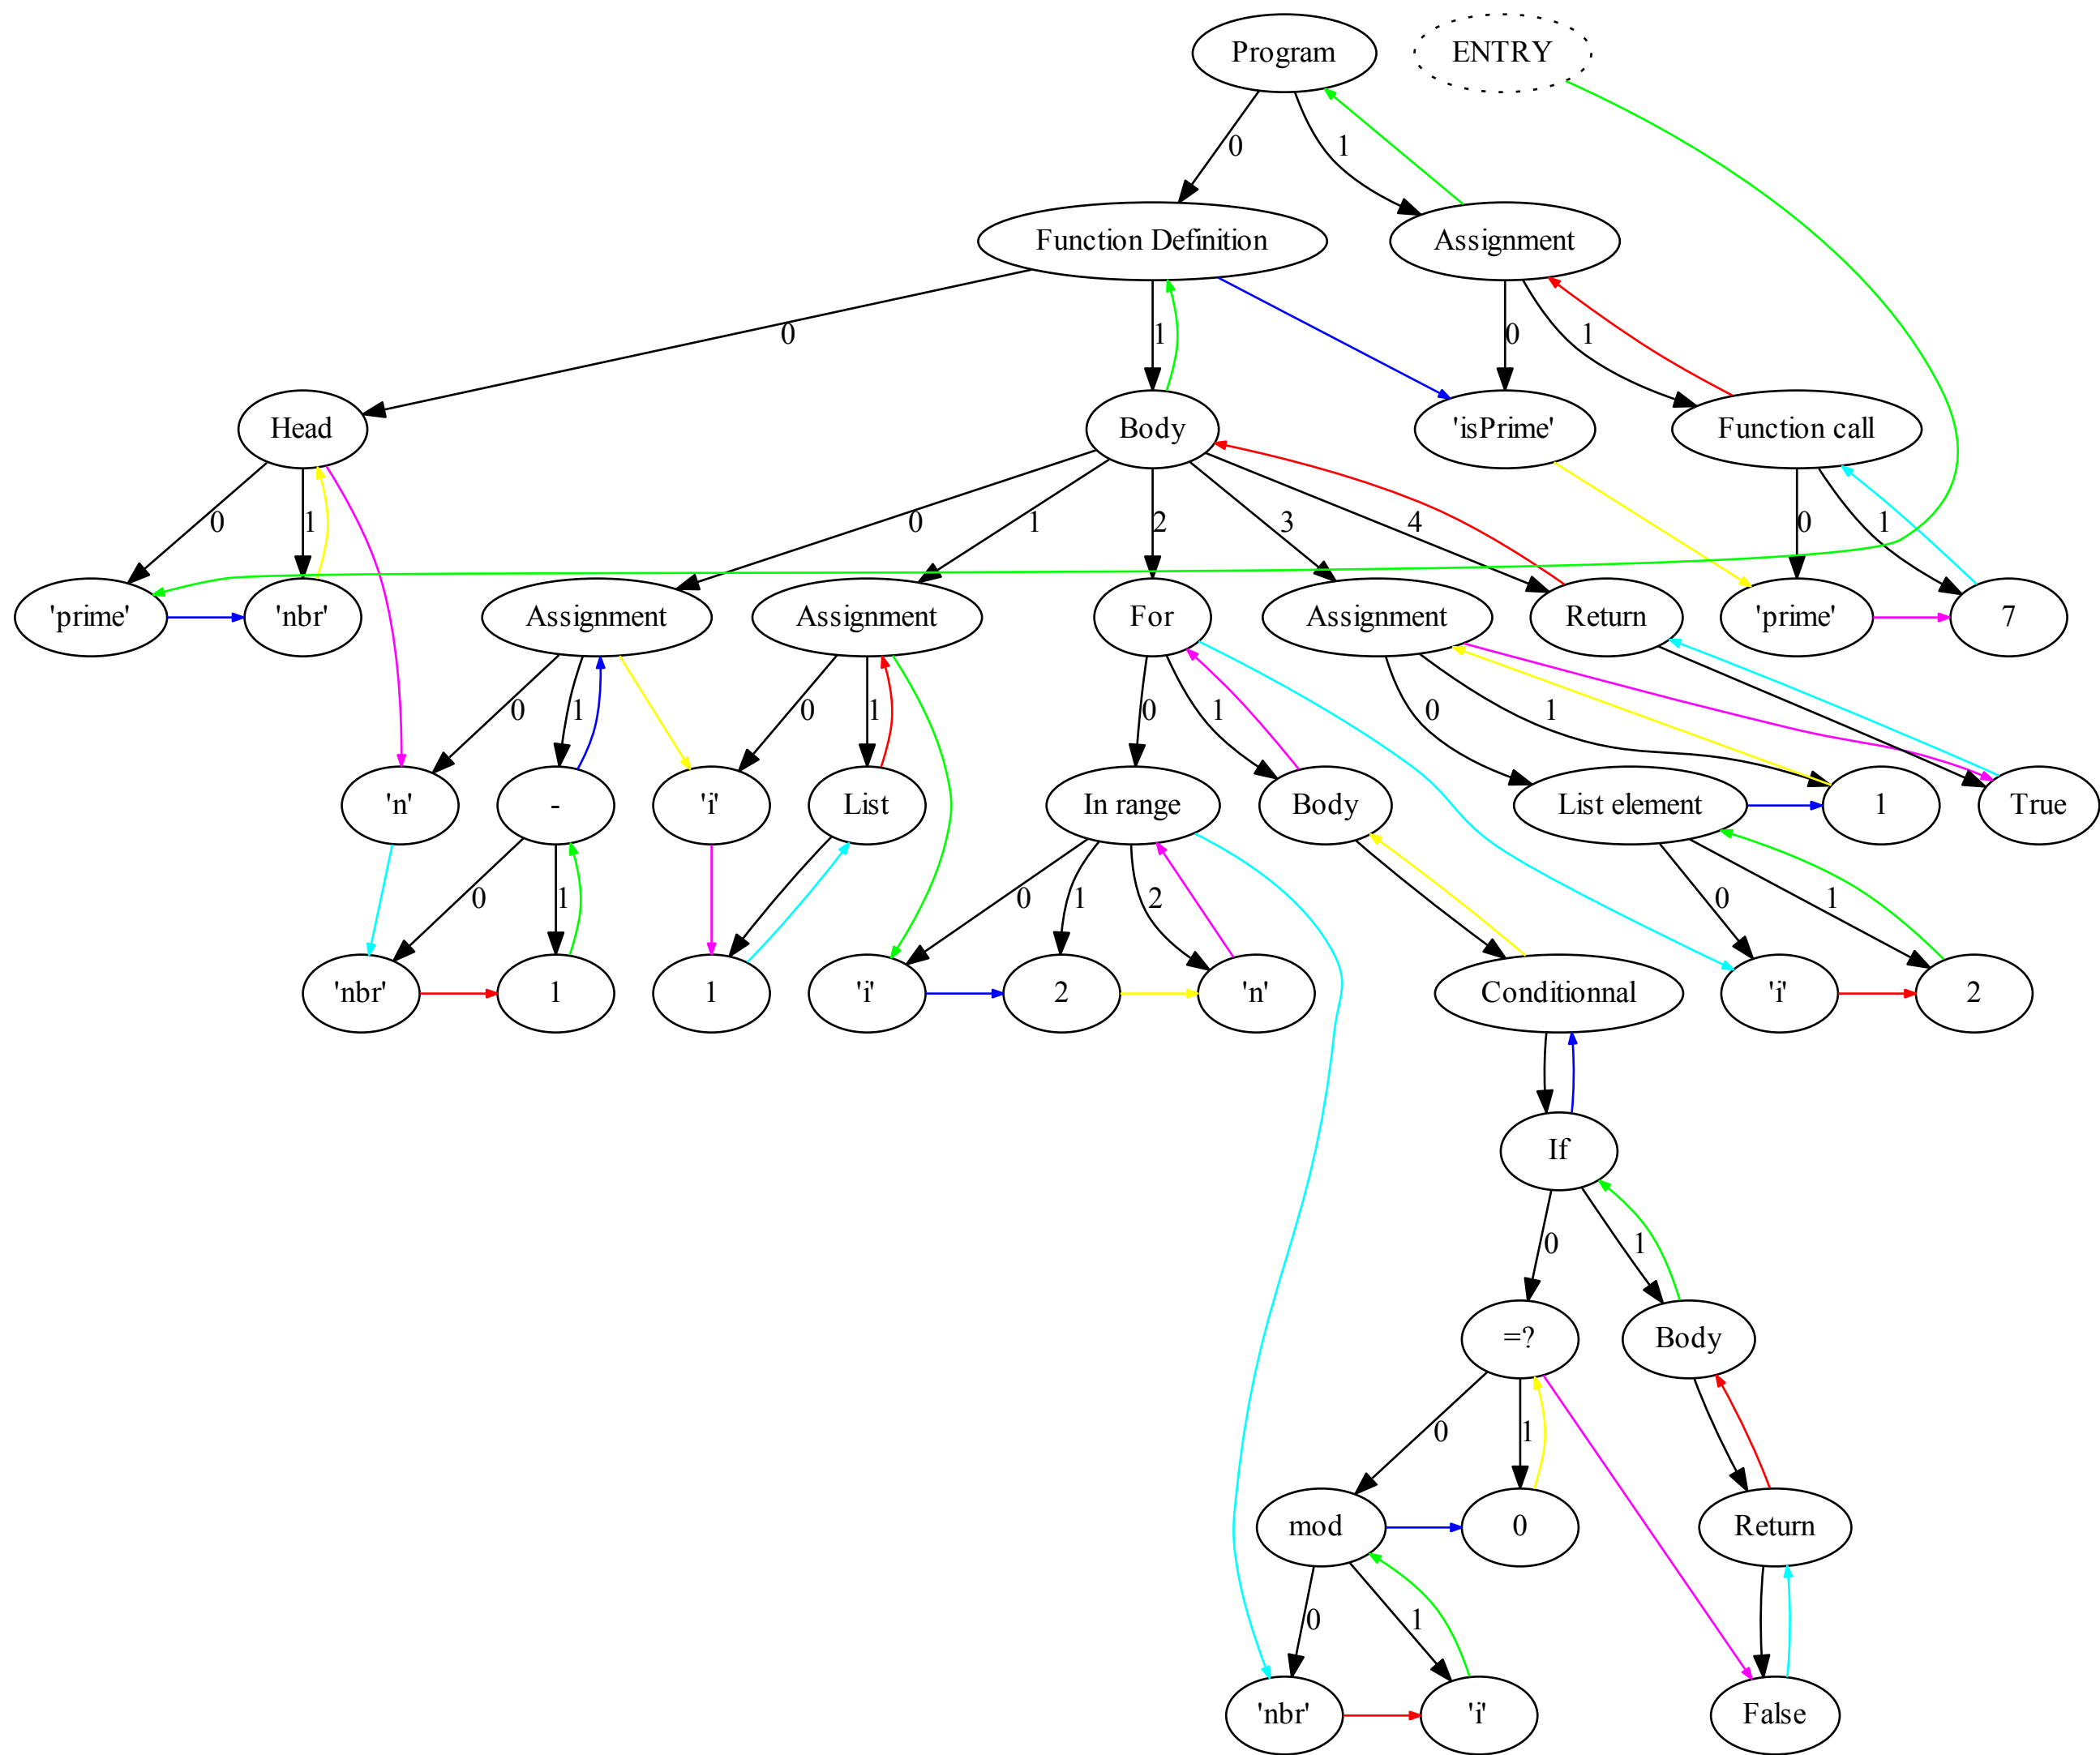 Program
ENTRY
0
1
Function Definition
Assignment
0
1
0
1
Head
Body
'isPrime'
Function call
0
1
0
1
2
3
4
0
1
'prime'
'nbr'
Assignment
Assignment
For
Assignment
Return
'prime'
7
0
1
0
1
0
1
0
1
'n'
-
'i'
List
In range
Body
List element
1
True
0
1
0
1
2
0
1
'nbr'
1
1
'i'
2
'n'
Conditionnal
'i'
2
If
0
1
=?
Body
0
1
mod
0
Return
0
1
'nbr'
'i'
False